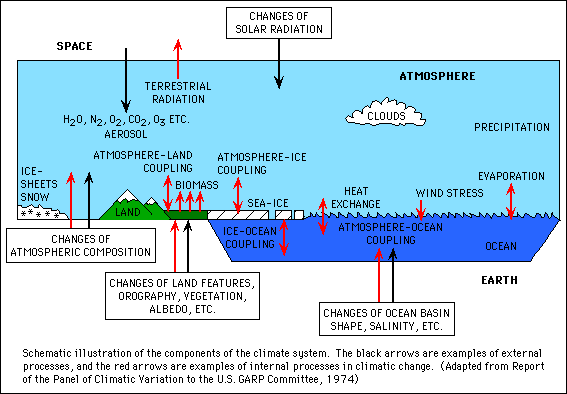 CHANGES OF
SOLAR RADIATION
SPACE
ATMOSPHERE
TERRESTRIAL
RADIATION
CLOUDS
H2O, N2, O2, CO2, O3 ETC.
AEROSOL
PRECIPITATION
ATMOSPHERE-LAND
COUPLING
ATMOSPHERE-ICE
COUPLING
ICE-
SHEETS
SNOW
BIOMASS
EVAPORATION
HEAT
EXCHANGE
WIND STRESS
SEA-ICE
LAND
ICE-OCEAN
COUPLING
ATMOSPHERE-OCEAN
COUPLING
OCEAN
CHANGES OF
ATMOSPHERIC COMPOSITION
EARTH
CHANGES OF LAND FEATURES,
OROGRAPHY, VEGETATION,
ALBEDO, ETC.
CHANGES OF OCEAN BASIN
SHAPE, SALINITY, ETC.
Schematic illustration of the components of the climate system. The black arrows are examples of external
processes, and the red arrows are examples of internal processes in climatic change. (Adapted from Report
of the Panel of Climatic Variation to the U.S. GARP Committee, 1974)